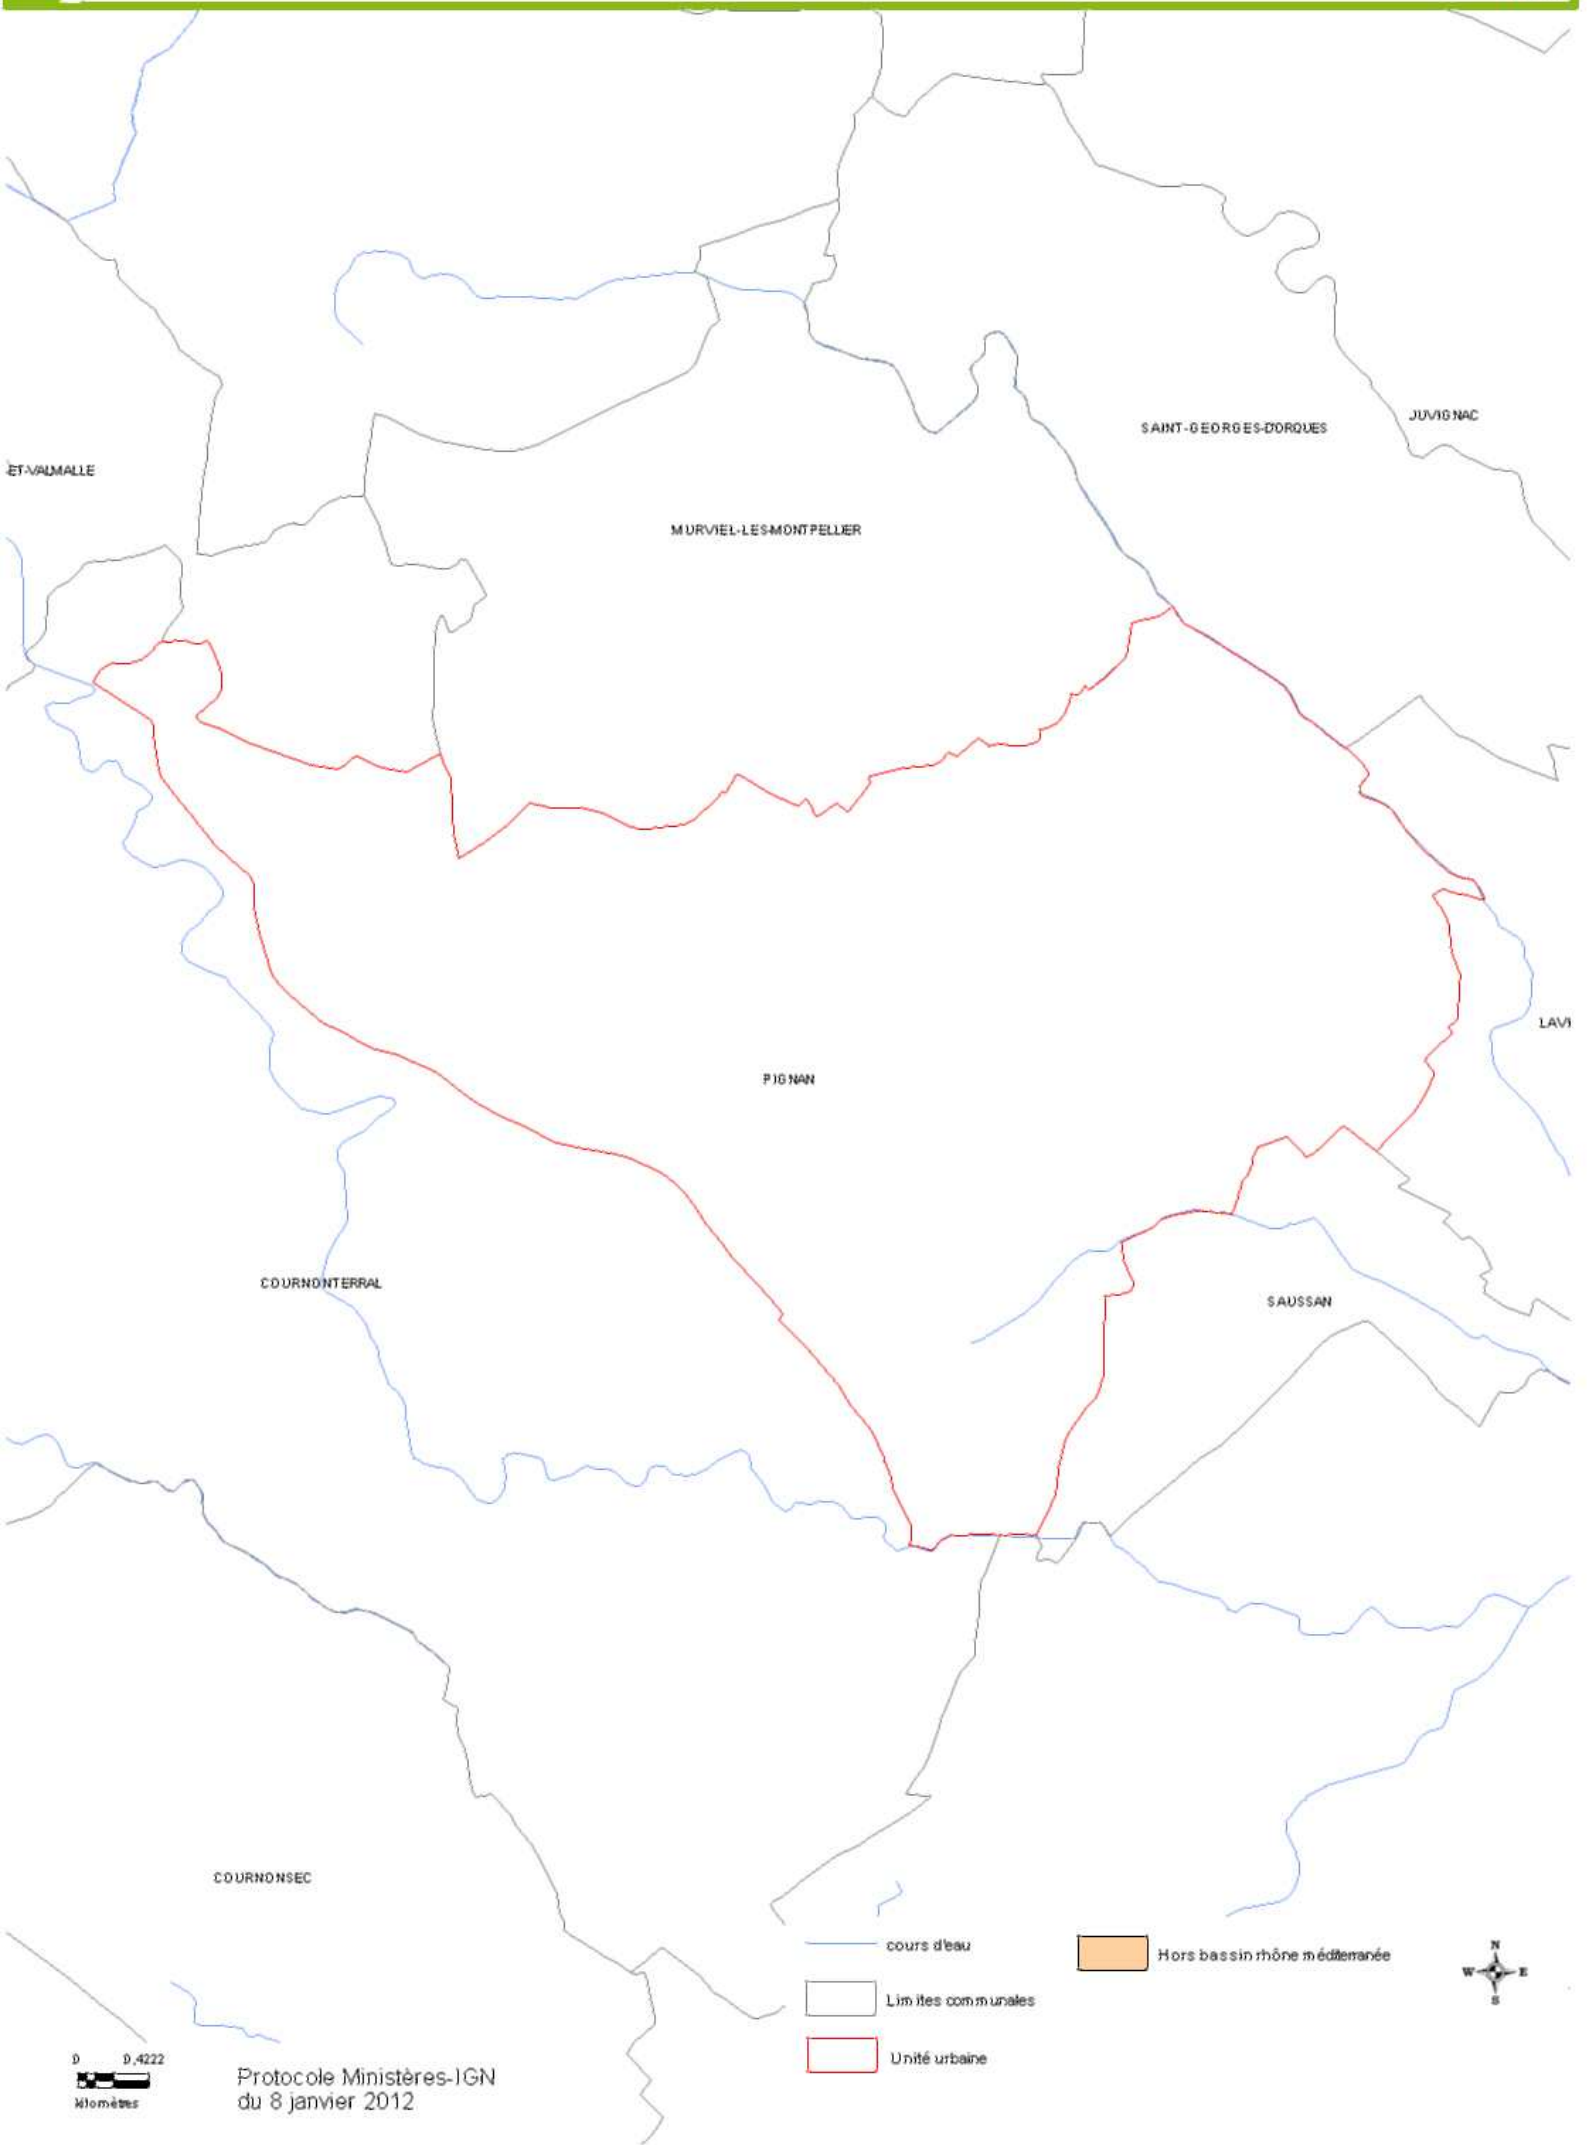 JUVIGNAC
SAINT-GEORGES-D'ORQUES
ET-VALMALLE
MURVIEL-LES-MONTPELLIER
LAVI
PIGNAN
COURNONTERRAL
SAUSSAN
COURNONSEC
cours d'eau
Hors bassin rhône méditerranée
N
W E
S
Limites communales
Unité urbaine
0 0,4222
kilomètres
Protocole Ministères-IGN
du 8 janvier 2012